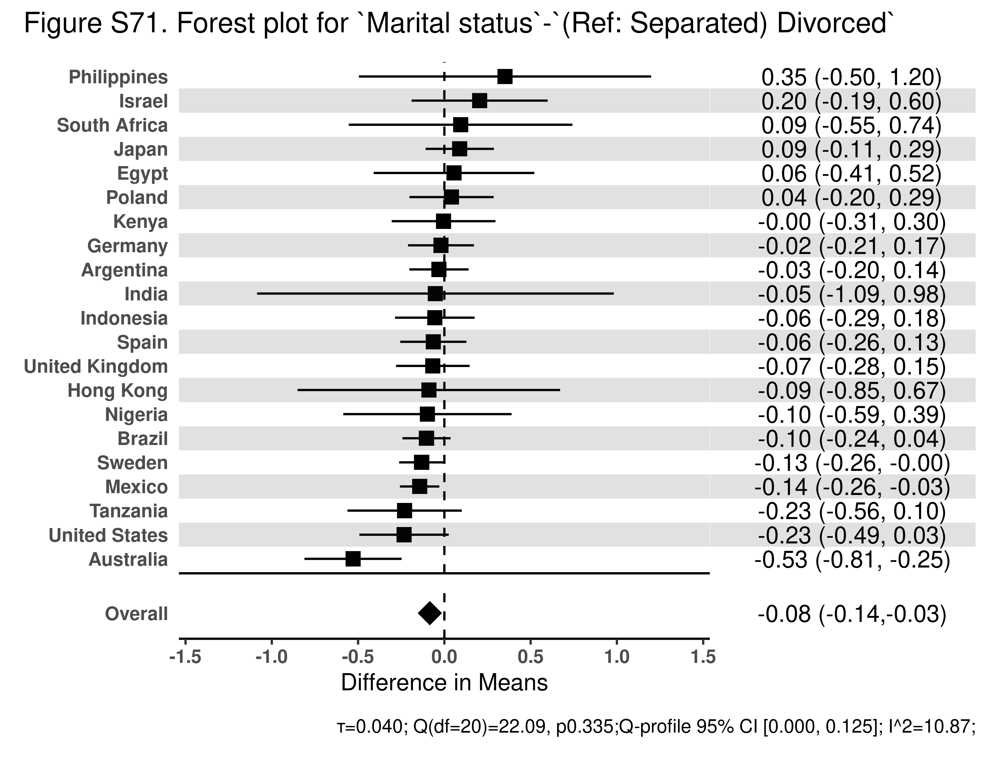 Figure S71. Forest plot for `Marital status`-`(Ref: Separated) Divorced`
Philippines 0.35 (-0.50, 1.20)
Israel 0.20 (-0.19, 0.60)
South Africa 0.09 (-0.55, 0.74)
Japan 0.09 (-0.11, 0.29)
Egypt 0.06 (-0.41, 0.52)
Poland 0.04 (-0.20, 0.29)
Kenya -0.00 (-0.31, 0.30)
Germany -0.02 (-0.21, 0.17)
Argentina -0.03 (-0.20, 0.14)
India -0.05 (-1.09, 0.98)
Indonesia -0.06 (-0.29, 0.18)
Spain -0.06 (-0.26, 0.13)
United Kingdom -0.07 (-0.28, 0.15)
Hong Kong -0.09 (-0.85, 0.67)
Nigeria -0.10 (-0.59, 0.39)
Brazil -0.10 (-0.24, 0.04)
Sweden -0.13 (-0.26, -0.00)
Mexico -0.14 (-0.26, -0.03)
Tanzania -0.23 (-0.56, 0.10)
United States -0.23 (-0.49, 0.03)
Australia -0.53 (-0.81, -0.25)
Overall -0.08 (-0.14,-0.03)
-1.5 -1.0 -0.5 0.0 0.5 1.0 1.5
Difference in Means
τ=0.040; Q(df=20)=22.09, p0.335;Q-profile 95% CI [0.000, 0.125]; I^2=10.87;